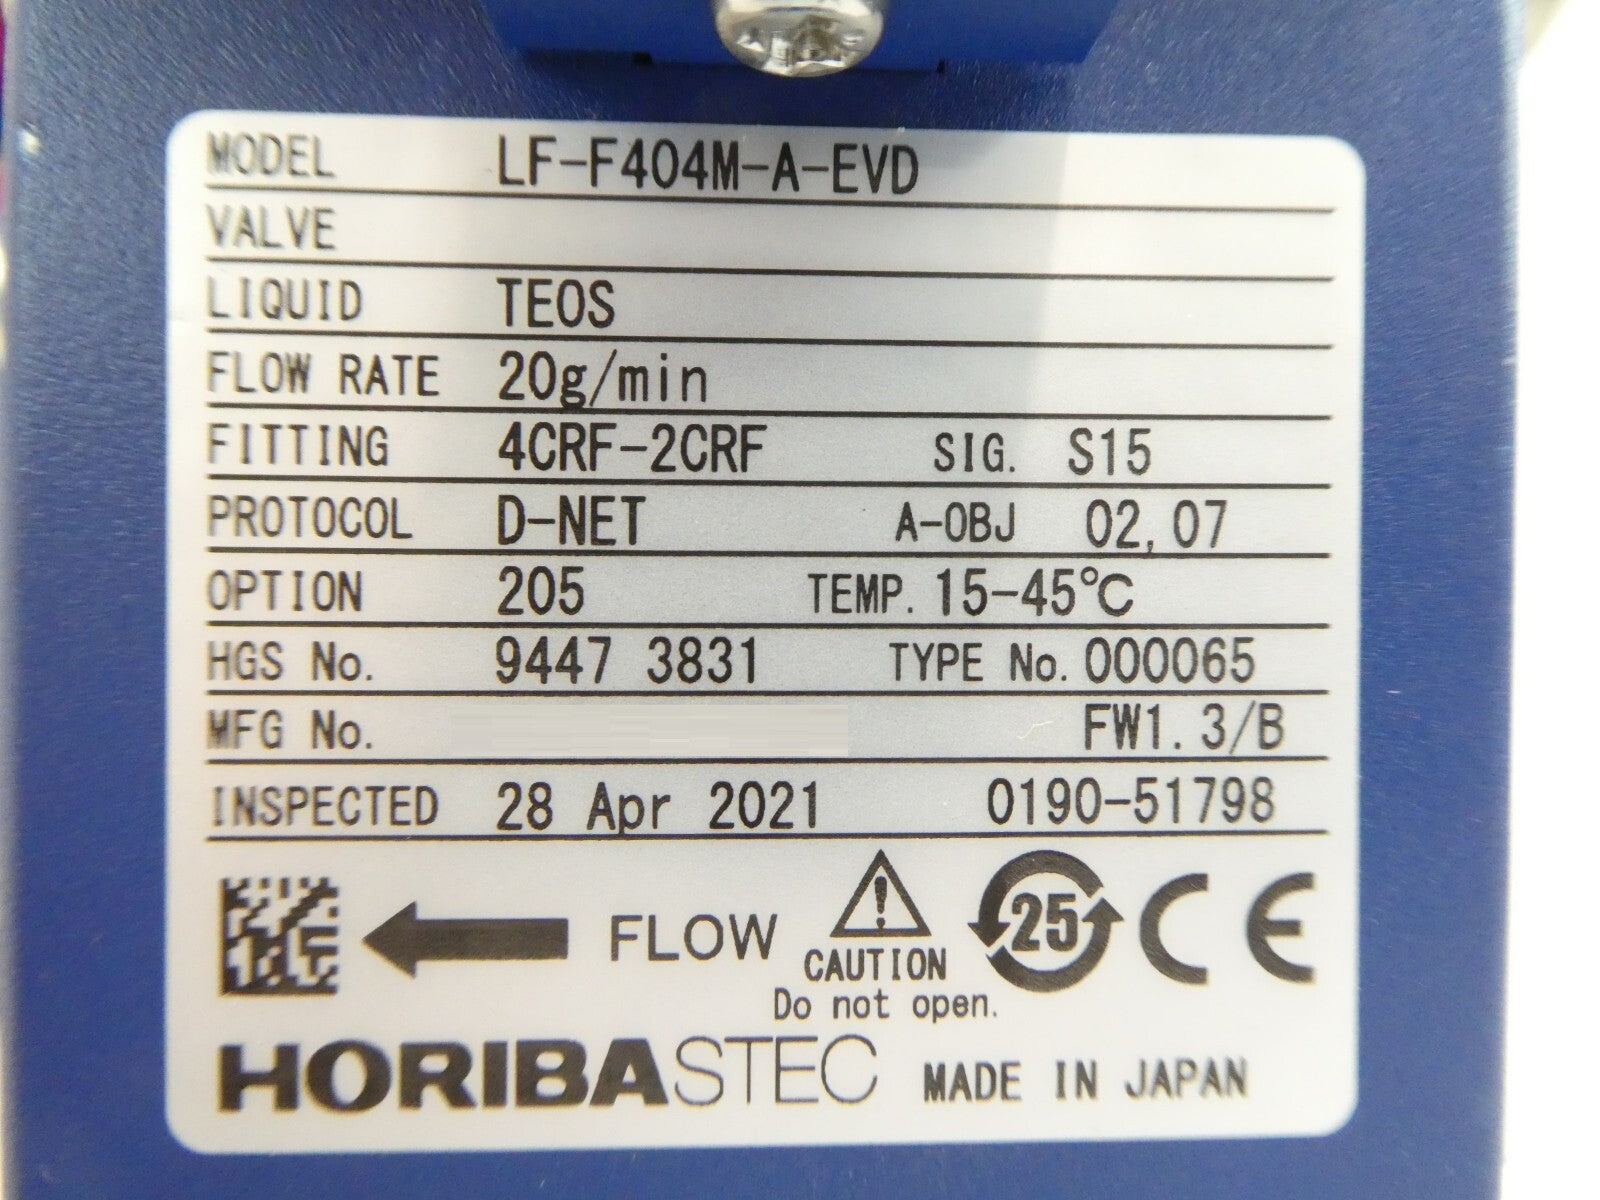 MODEL LF-F404M-A-EVD
VALVE
LIQUID TEOS
FLOW RATE 20g/min
FITTING 4CRF-2CRF SIG. S15
PROTOCOL D-NET A-OBJ 02,07
OPTION 205 TEMP. 15-45℃
HGS No. 9447 3831 TYPE No. 000065
MFG No. FW1.3/B
INSPECTED 28 Apr 2021 0190-51798
FLOW
CAUTION
Do not open.
25
CE
HORIBASTEC MADE IN JAPAN